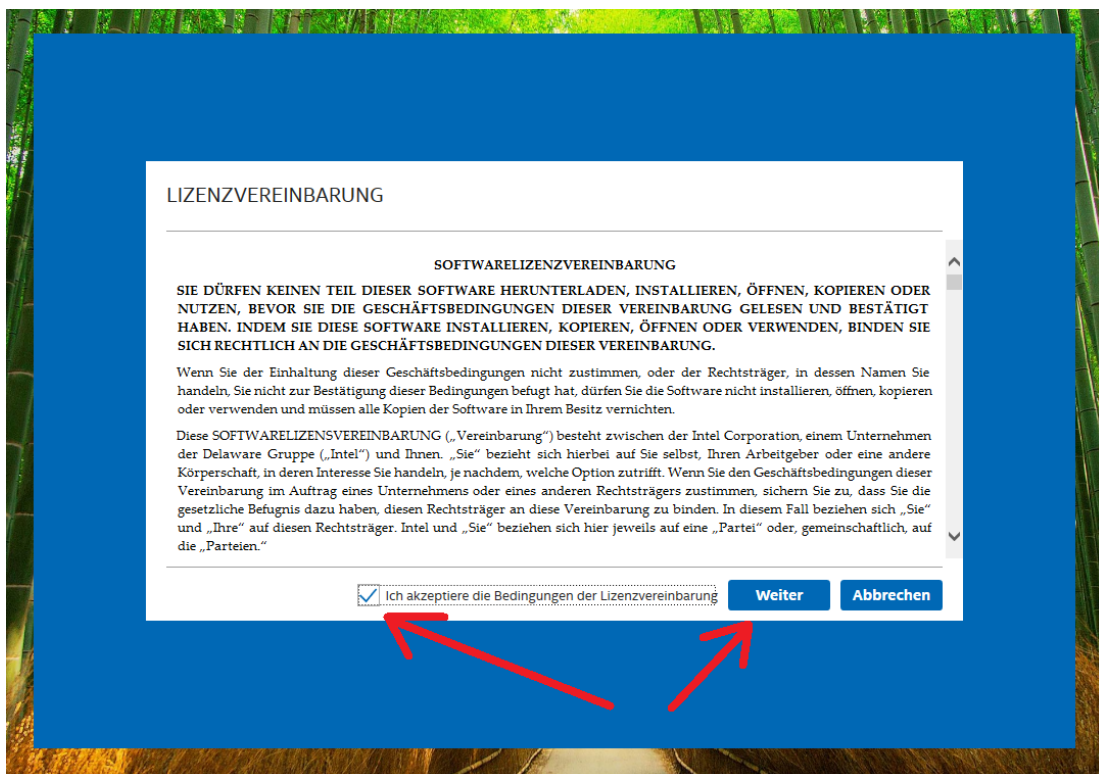 LIZENZVEREINBARUNG
SOFTWARELIZENZVEREINBARUNG
SIE DÜRFEN KEINEN TEIL DIESER SOFTWARE HERUNTERLADEN, INSTALLIEREN, ÖFFNEN, KOPIEREN ODER
NUTZEN, BEVOR SIE DIE GESCHÄFTSBEDINGUNGEN DIESER VEREINBARUNG GELESEN UND BESTÄTIGT
HABEN. INDEM SIE DIESE SOFTWARE INSTALLIEREN, KOPIEREN, ÖFFNEN ODER VERWENDEN, BINDEN SIE
SICH RECHTLICH AN DIE GESCHÄFTSBEDINGUNGEN DIESER VEREINBARUNG.
Wenn Sie der Einhaltung dieser Geschäftsbedingungen nicht zustimmen, oder der Rechtsträger, in dessen Namen Sie
handeln, Sie nicht zur Bestätigung dieser Bedingungen befugt hat, dürfen Sie die Software nicht installieren, öffnen, kopieren
oder verwenden und müssen alle Kopien der Software in Ihrem Besitz vernichten.
Diese SOFTWARELIZENSVEREINBARUNG („Vereinbarung“) besteht zwischen der Intel Corporation, einem Unternehmen
der Delaware Gruppe („Intel“) und Ihnen. „Sie“ bezieht sich hierbei auf Sie selbst, Ihren Arbeitgeber oder eine andere
Körperschaft, in deren Interesse Sie handeln, je nachdem, welche Option zutrifft. Wenn Sie den Geschäftsbedingungen dieser
Vereinbarung im Auftrag eines Unternehmens oder eines anderen Rechtsträgers zustimmen, sichern Sie zu, dass Sie die
gesetzliche Befugnis dazu haben, diesen Rechtsträger an diese Vereinbarung zu binden. In diesem Fall beziehen sich „Sie“
und „Ihre“ auf diesen Rechtsträger. Intel und „Sie“ beziehen sich hier jeweils auf eine „Partei“ oder, gemeinschaftlich, auf
die „Parteien.“
Ich akzeptiere die Bedingungen der Lizenzvereinbarung Weiter Abbrechen